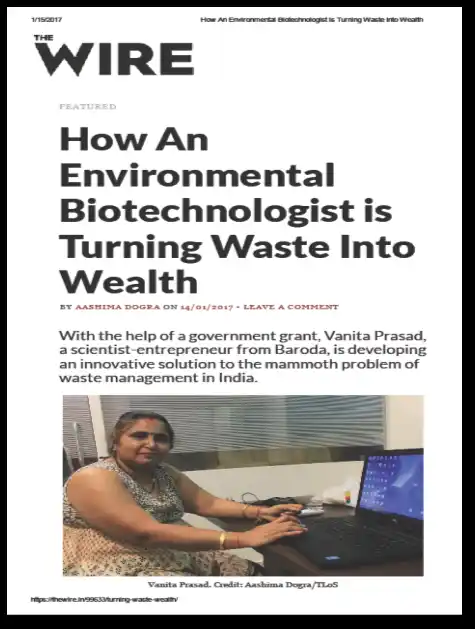 1/15/2017 How An Environmental Biotechnologist is Turning Waste Into Wealth
THE
WIRE
FEATURED
How An
Environmental
Biotechnologist is
Turning Waste Into
Wealth
BY AASHIMA DOGRA ON 14/01/2017 • LEAVE A COMMENT
With the help of a government grant, Vanita Prasad,
a scientist-entrepreneur from Baroda, is developing
an innovative solution to the mammoth problem of
waste management in India.
Vanita Prasad. Credit: Aashima Dogra/TLoS
https://thewire.in/99633/turning-waste-wealth/